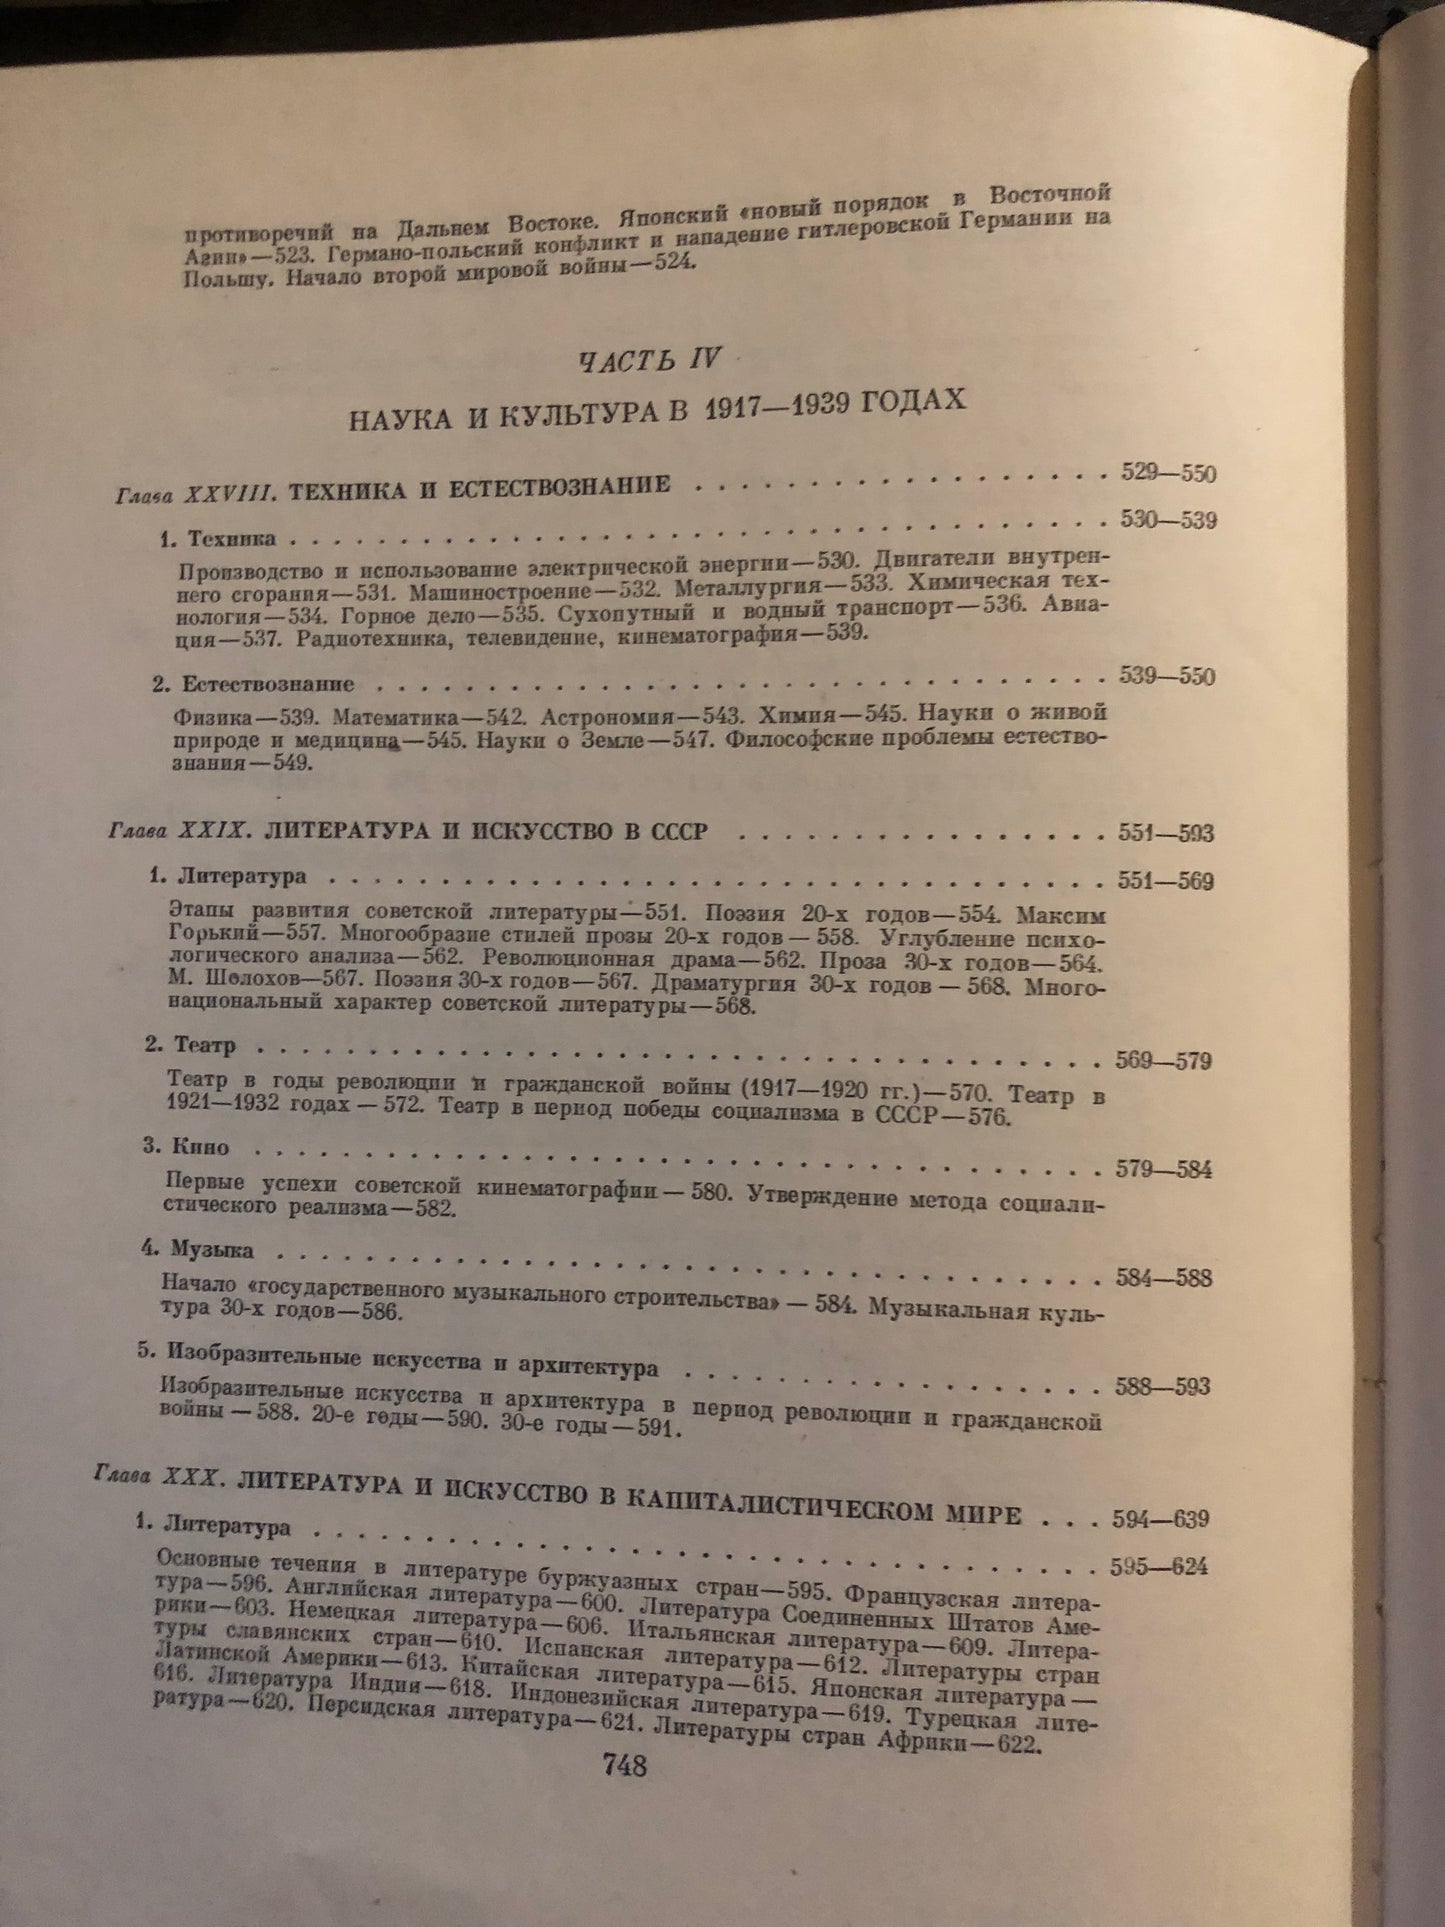 противоречий на Дальнем Востоке. Японский «новый порядок в Восточной
Азии»—523. Германо-польский конфликт и нападение гитлеровской Германии на
Польшу. Начало второй мировой войны—524.
ЧАСТЬ IV
НАУКА И КУЛЬТУРА В 1917—1939 ГОДАХ
Глава XXVIII. ТЕХНИКА И ЕСТЕСТВОЗНАНИЕ . . . . . . . . . . . . . . . . . . 529—550
1. Техника . . . . . . . . . . . . . . . . . . . . . . . . . . . . . . . . . . . 530—539
Производство и использование электрической энергии—530. Двигатели внутрен-
него сгорания—531. Машиностроение—532. Металлургия—533. Химическая тех-
нология—534. Горное дело—535. Сухопутный и водный транспорт—536. Авиа-
ция—537. Радиотехника, телевидение, кинематография—539.
2. Естествознание . . . . . . . . . . . . . . . . . . . . . . . . . . . . . . . 539—550
Физика—539. Математика—542. Астрономия—543. Химия—545. Науки о живой
природе и медицина—545. Науки о Земле—547. Философские проблемы естество-
знания—549.
Глава XXIX. ЛИТЕРАТУРА И ИСКУССТВО В СССР . . . . . . . . . . . . . . . . 551—593
1. Литература . . . . . . . . . . . . . . . . . . . . . . . . . . . . . . . . . 551—569
Этапы развития советской литературы—551. Поэзия 20-х годов—554. Максим
Горький—557. Многообразие стилей прозы 20-х годов—558. Углубление психо-
логического анализа—562. Революционная драма—562. Проза 30-х годов—564.
М. Шолохов—567. Поэзия 30-х годов—567. Драматургия 30-х годов—568. Много-
национальный характер советской литературы—568.
2. Театр . . . . . . . . . . . . . . . . . . . . . . . . . . . . . . . . . . . . 569—579
Театр в годы революции и гражданской войны (1917—1920 гг.)—570. Театр в
1921—1932 годах—572. Театр в период победы социализма в СССР—576.
3. Кино . . . . . . . . . . . . . . . . . . . . . . . . . . . . . . . . . . . . 579—584
Первые успехи советской кинематографии—580. Утверждение метода социали-
стического реализма—582.
4. Музыка . . . . . . . . . . . . . . . . . . . . . . . . . . . . . . . . . . . 584—588
Начало «государственного музыкального строительства»—584. Музыкальная куль-
тура 30-х годов—586.
5. Изобразительные искусства и архитектура . . . . . . . . . . . . . . . . . . 588—593
Изобразительные искусства и архитектура в период революции и гражданской
войны—588. 20-е годы—590. 30-е годы—591.
Глава XXX. ЛИТЕРАТУРА И ИСКУССТВО В КАПИТАЛИСТИЧЕСКОМ МИРЕ . . . 594—639
1. Литература . . . . . . . . . . . . . . . . . . . . . . . . . . . . . . . . . 595—624
Основные течения в литературе буржуазных стран—595. Французская литера-
тура—596. Английская литература—600. Литература Соединенных Штатов Аме-
рики—603. Немецкая литература—606. Итальянская литература—609. Литера-
туры славянских стран—610. Испанская литература—612. Литературы стран
Латинской Америки—613. Китайская литература—615. Японская литература—
616. Литература Индии—618. Индонезийская литература—619. Турецкая лите-
ратура—620. Персидская литература—621. Литературы стран Африки—622.
748